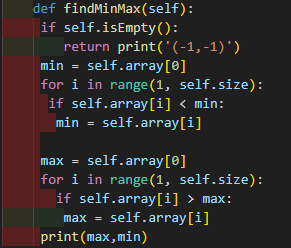 def findMinMax(self):
if self.isEmpty():
return print('(-1,-1)')
min = self.array[0]
for i in range(1, self.size):
if self.array[i] < min:
min = self.array[i]
max = self.array[0]
for i in range(1, self.size):
if self.array[i] > max:
max = self.array[i]
print(max,min)